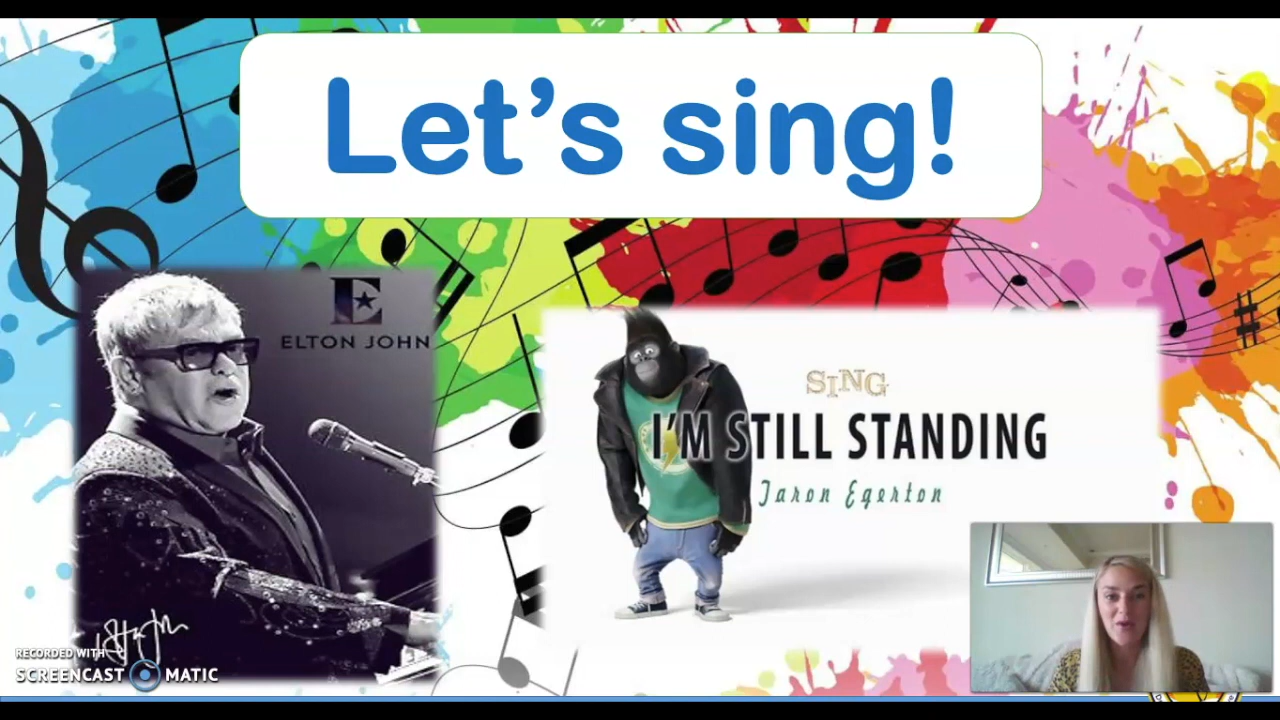 Let's sing!
E
ELTON JOHN
SING
I'M STILL STANDING
Taron Egerton
RECORDED WITH
SCREENCAST MATIC